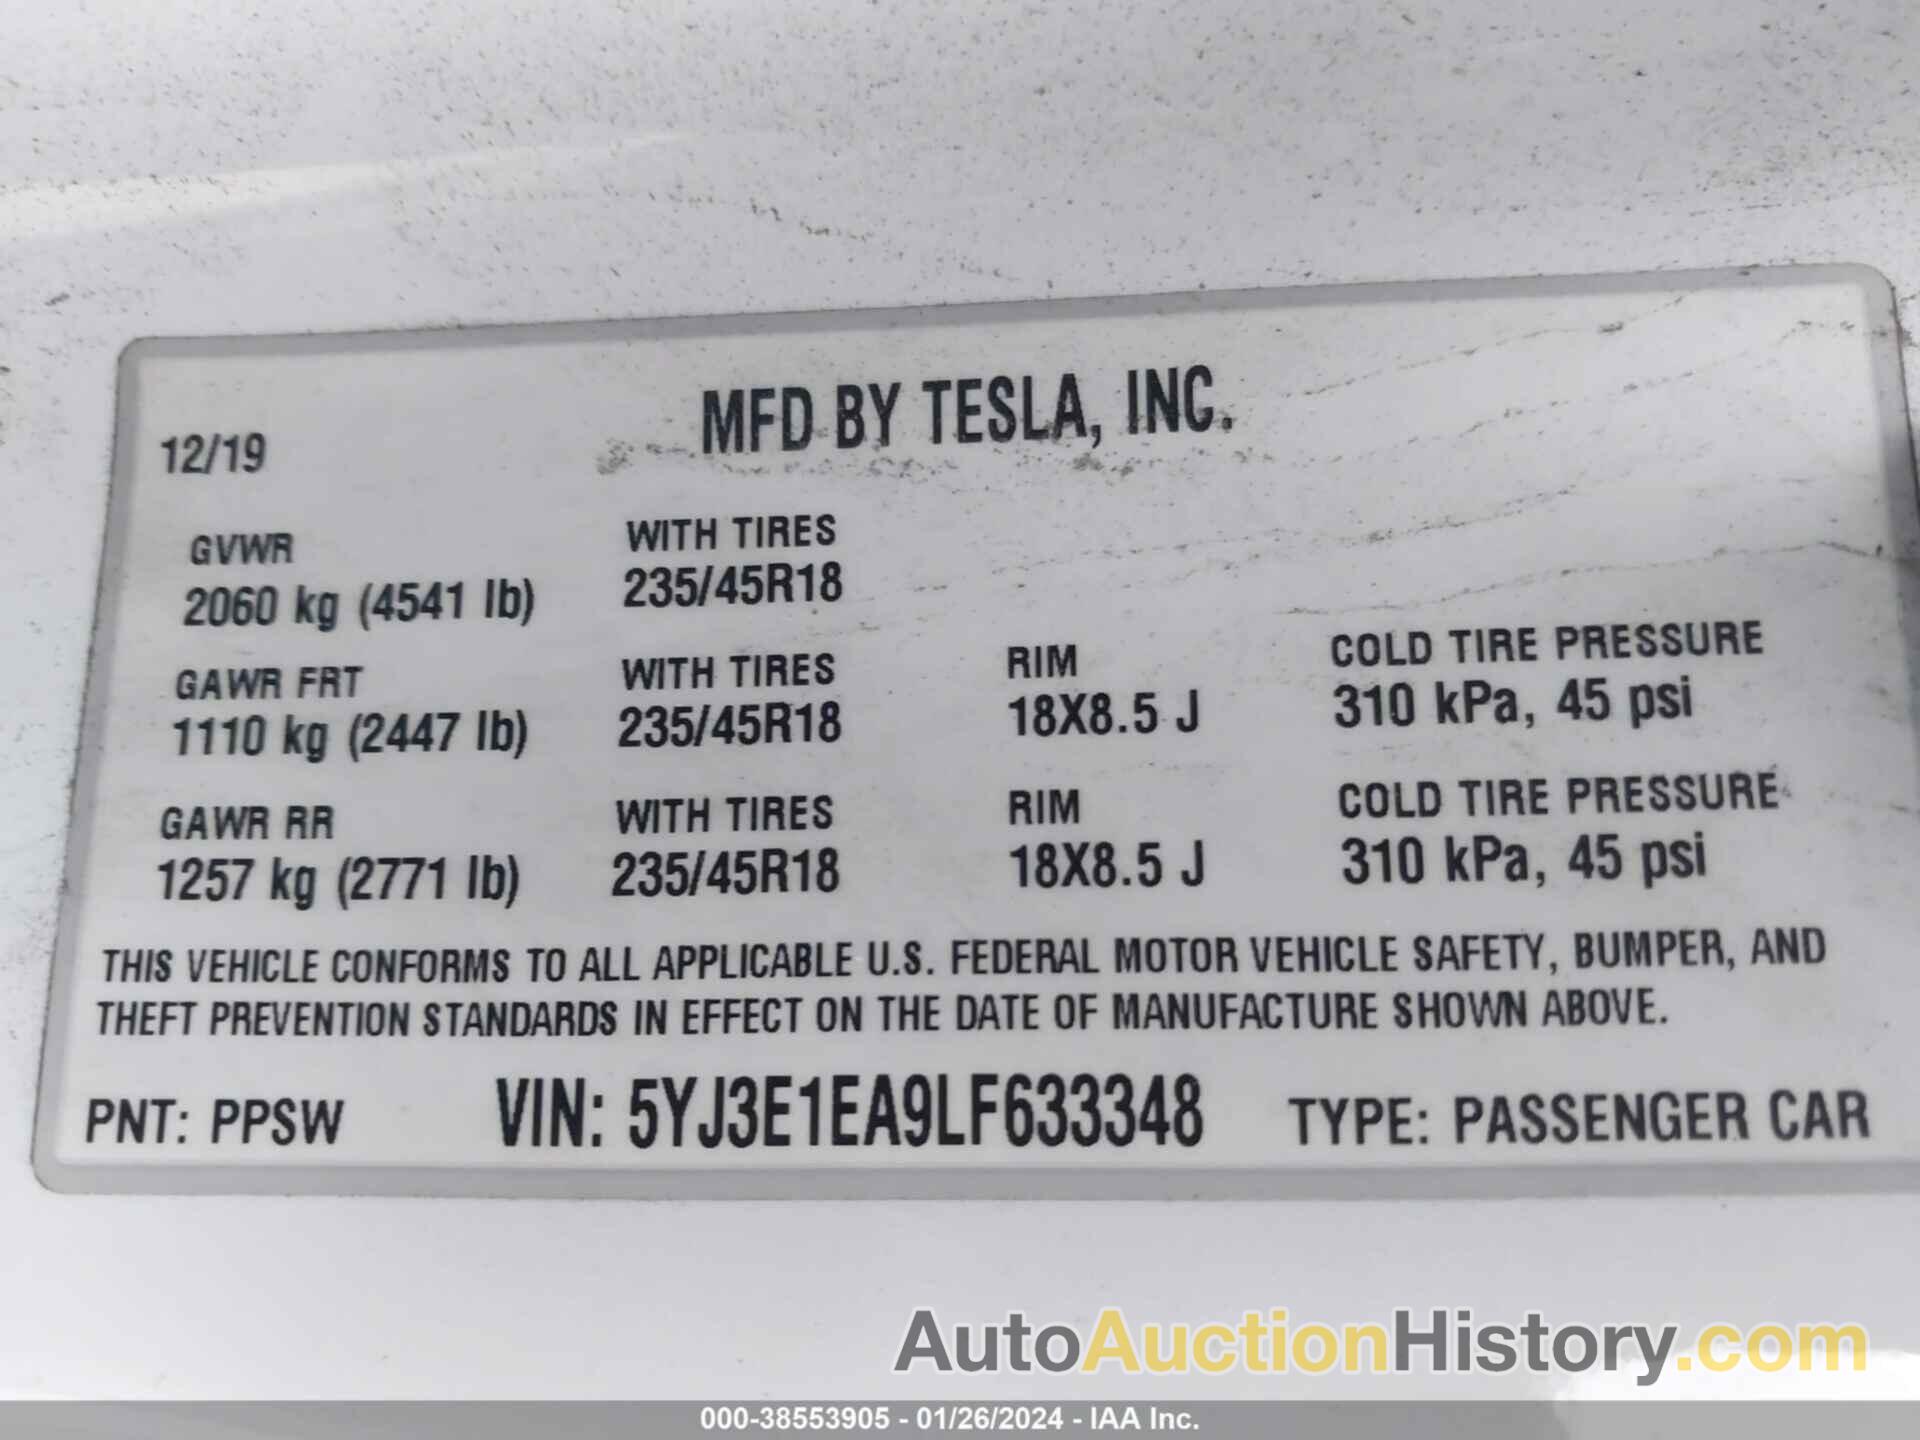 MFD BY TESLA, INC.
12/19
GVWR WITH TIRES
2060 kg (4541 lb) 235/45R18
GAWR FRT WITH TIRES RIM COLD TIRE PRESSURE
1110 kg (2447 lb) 235/45R18 18X8.5 J 310 kPa, 45 psi
GAWR RR WITH TIRES RIM COLD TIRE PRESSURE
1257 kg (2771 lb) 235/45R18 18X8.5 J 310 kPa, 45 psi
THIS VEHICLE CONFORMS TO ALL APPLICABLE U.S. FEDERAL MOTOR VEHICLE SAFETY, BUMPER, AND
THEFT PREVENTION STANDARDS IN EFFECT ON THE DATE OF MANUFACTURE SHOWN ABOVE.
PNT: PPSW VIN: 5YJ3E1EA9LF633348 TYPE: PASSENGER CAR
AutoAuctionHistory.com
000-38553905 - 01/26/2024 - IAA Inc.